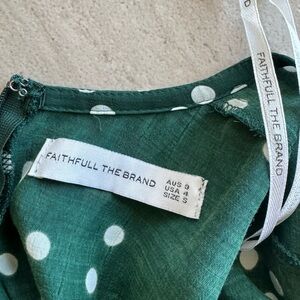 FAITHFULL THE BRAND
FAITHFULL THE BRAND
AUS 8
USA 4
SIZE S